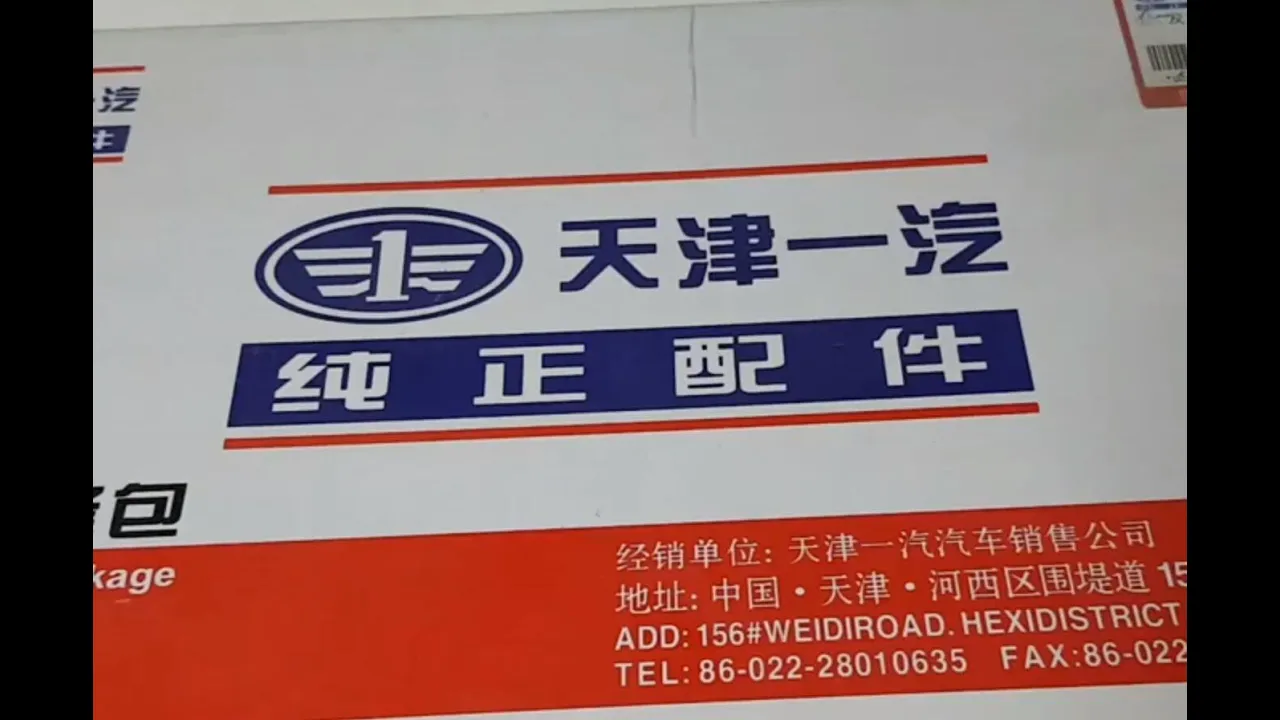 汽
天津一汽
纯正配件
包
kage
经销单位: 天津一汽汽车销售公司
地址: 中国·天津·河西区围堤道 15
ADD: 156#WEIDIROAD. HEXIDISTRICT
TEL: 86-022-28010635 FAX:86-022